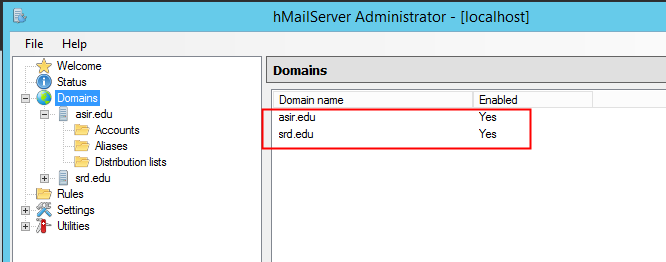 hMailServer Administrator - [localhost]
File Help
Welcome
Status
Domains
asir.edu
Accounts
Aliases
Distribution lists
srd.edu
Rules
Settings
Utilities
Domains
Domain name Enabled
asir.edu Yes
srd.edu Yes